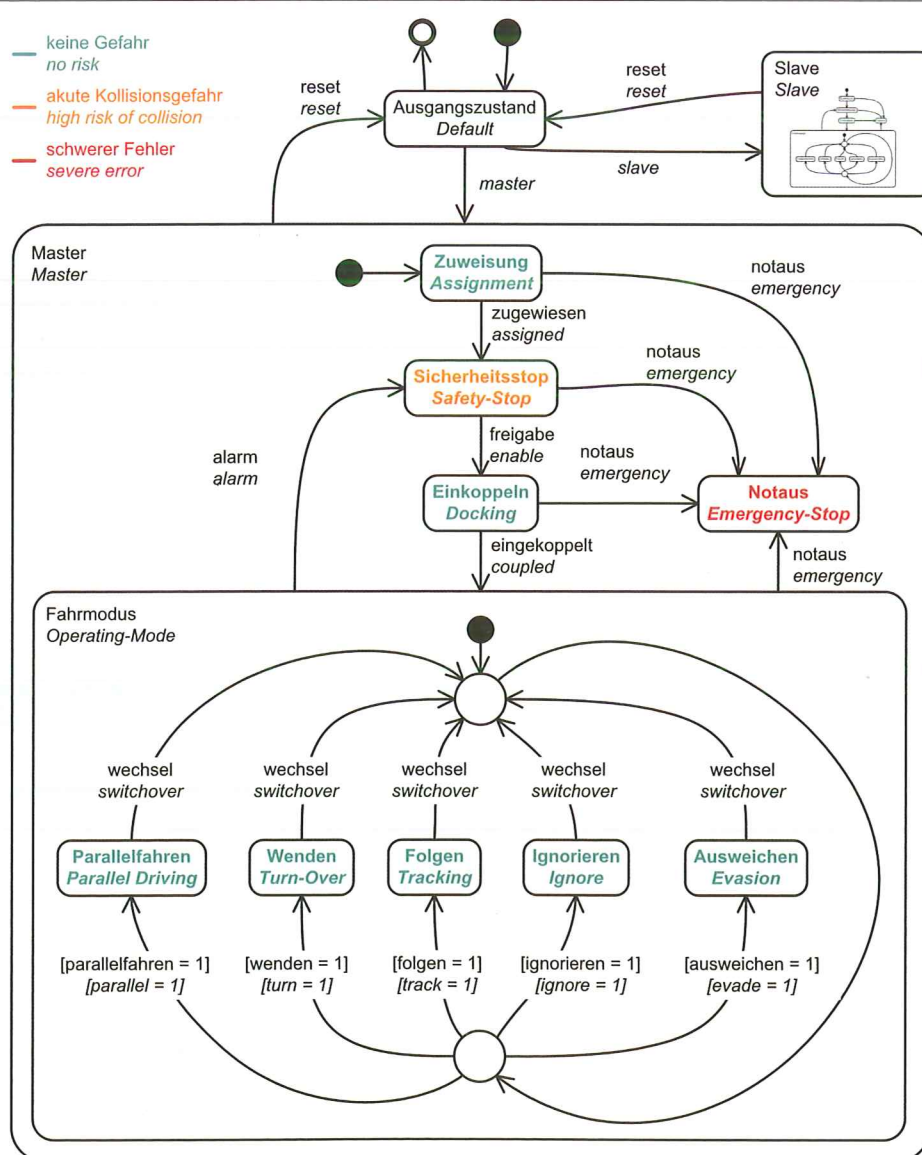 keine Gefahr
no risk
akute Kollisionsgefahr
high risk of collision
schwerer Fehler
severe error
reset
reset
Ausgangszustand
Default
reset
reset
Slave
Slave
master
slave
Master
Master
Zuweisung
Assignment
notaus
emergency
zugewiesen
assigned
notaus
emergency
Sicherheitsstop
Safety-Stop
alarm
alarm
freigabe
enable
notaus
emergency
Einkoppeln
Docking
Notaus
Emergency-Stop
eingekoppelt
coupled
notaus
emergency
Fahrmodus
Operating-Mode
wechsel
switchover
wechsel
switchover
wechsel
switchover
wechsel
switchover
wechsel
switchover
Parallelfahren
Parallel Driving
Wenden
Turn-Over
Folgen
Tracking
Ignorieren
Ignore
Ausweichen
Evasion
[parallelfahren = 1]
[parallel = 1]
[wenden = 1]
[turn = 1]
[folgen = 1]
[track = 1]
[ignorieren = 1]
[ignore = 1]
[ausweichen = 1]
[evade = 1]